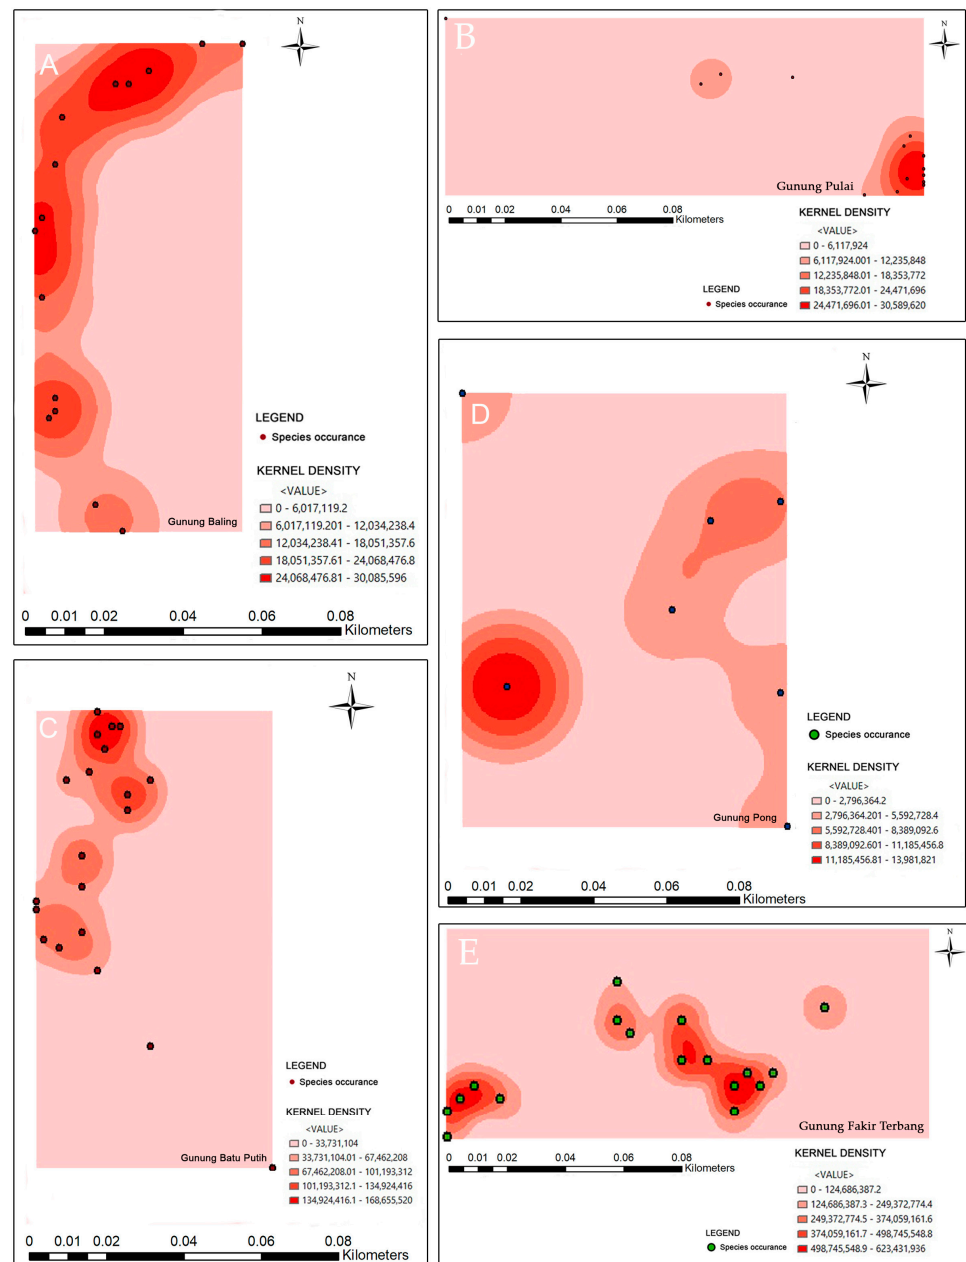 N
A
Gunung Baling
LEGEND
Species occurance
KERNEL DENSITY
<VALUE>
0 - 6,017,119.2
6,017,119.201 - 12,034,238.4
12,034,238.41 - 18,051,357.6
18,051,357.61 - 24,068,476.8
24,068,476.81 - 30,085,596
0 0.01 0.02 0.04 0.06 0.08
Kilometers
N
B
Gunung Pulai
0 0.01 0.02 0.04 0.06 0.08
Kilometers
LEGEND
Species occurance
KERNEL DENSITY
<VALUE>
0 - 6,117,924
6,117,924.001 - 12,235,848
12,235,848.01 - 18,353,772
18,353,772.01 - 24,471,696
24,471,696.01 - 30,589,620
N
C
Gunung Batu Putih
LEGEND
Species occurance
KERNEL DENSITY
<VALUE>
0 - 33,731,104
33,731,104.01 - 67,462,208
67,462,208.01 - 101,193,312
101,193,312.1 - 134,924,416
134,924,416.1 - 168,655,520
0 0.01 0.02 0.04 0.06 0.08
Kilometers
N
D
Gunung Pong
LEGEND
Species occurance
KERNEL DENSITY
<VALUE>
0 - 2,796,364.2
2,796,364.201 - 5,592,728.4
5,592,728.401 - 8,389,092.6
8,389,092.601 - 11,185,456.8
11,185,456.81 - 13,981,821
0 0.01 0.02 0.04 0.06 0.08
Kilometers
N
E
Gunung Fakir Terbang
0 0.01 0.02 0.04 0.06 0.08
Kilometers
LEGEND
Species occurance
KERNEL DENSITY
<VALUE>
0 - 124,686,387.2
124,686,387.3 - 249,372,774.4
249,372,774.5 - 374,059,161.6
374,059,161.7 - 498,745,548.8
498,745,548.9 - 623,431,936